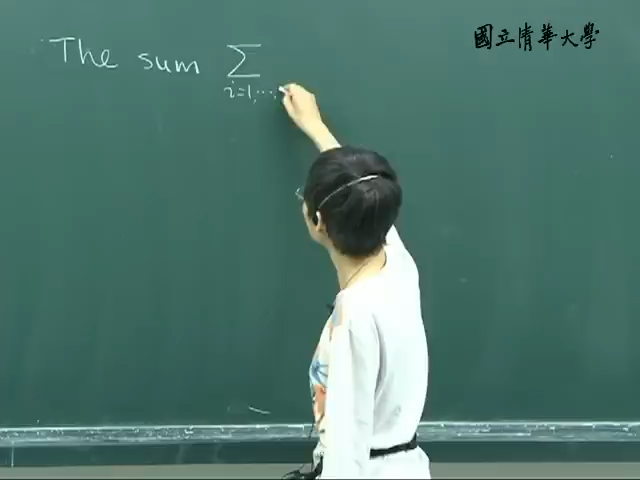 The sum ∑
i=1,...,
國立清華大學